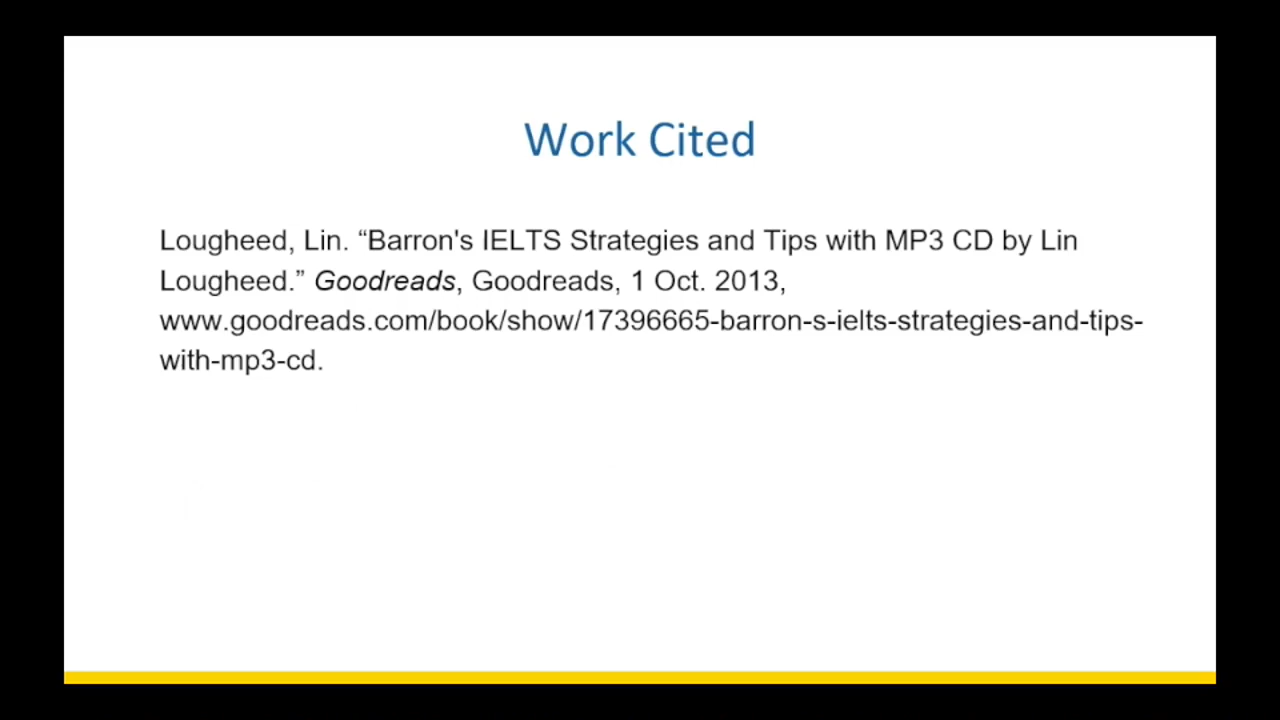 Work Cited
Lougheed, Lin. “Barron's IELTS Strategies and Tips with MP3 CD by Lin
Lougheed.” Goodreads, Goodreads, 1 Oct. 2013,
www.goodreads.com/book/show/17396665-barron-s-ielts-strategies-and-tips-
with-mp3-cd.